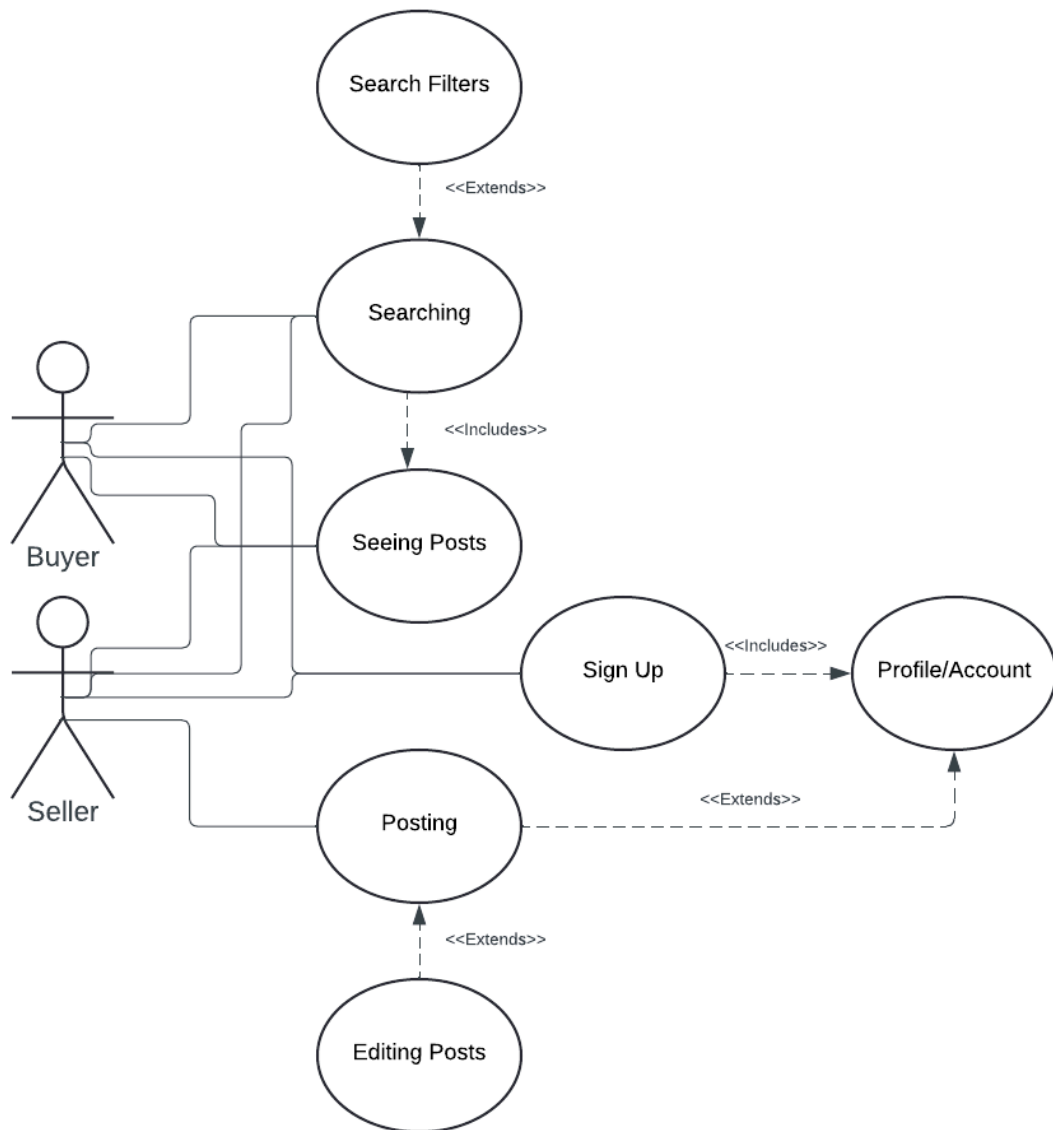 Search Filters
<<Extends>>
Searching
<<Includes>>
Seeing Posts
Buyer
<<Includes>>
Sign Up
Profile/Account
Seller
<<Extends>>
Posting
<<Extends>>
Editing Posts